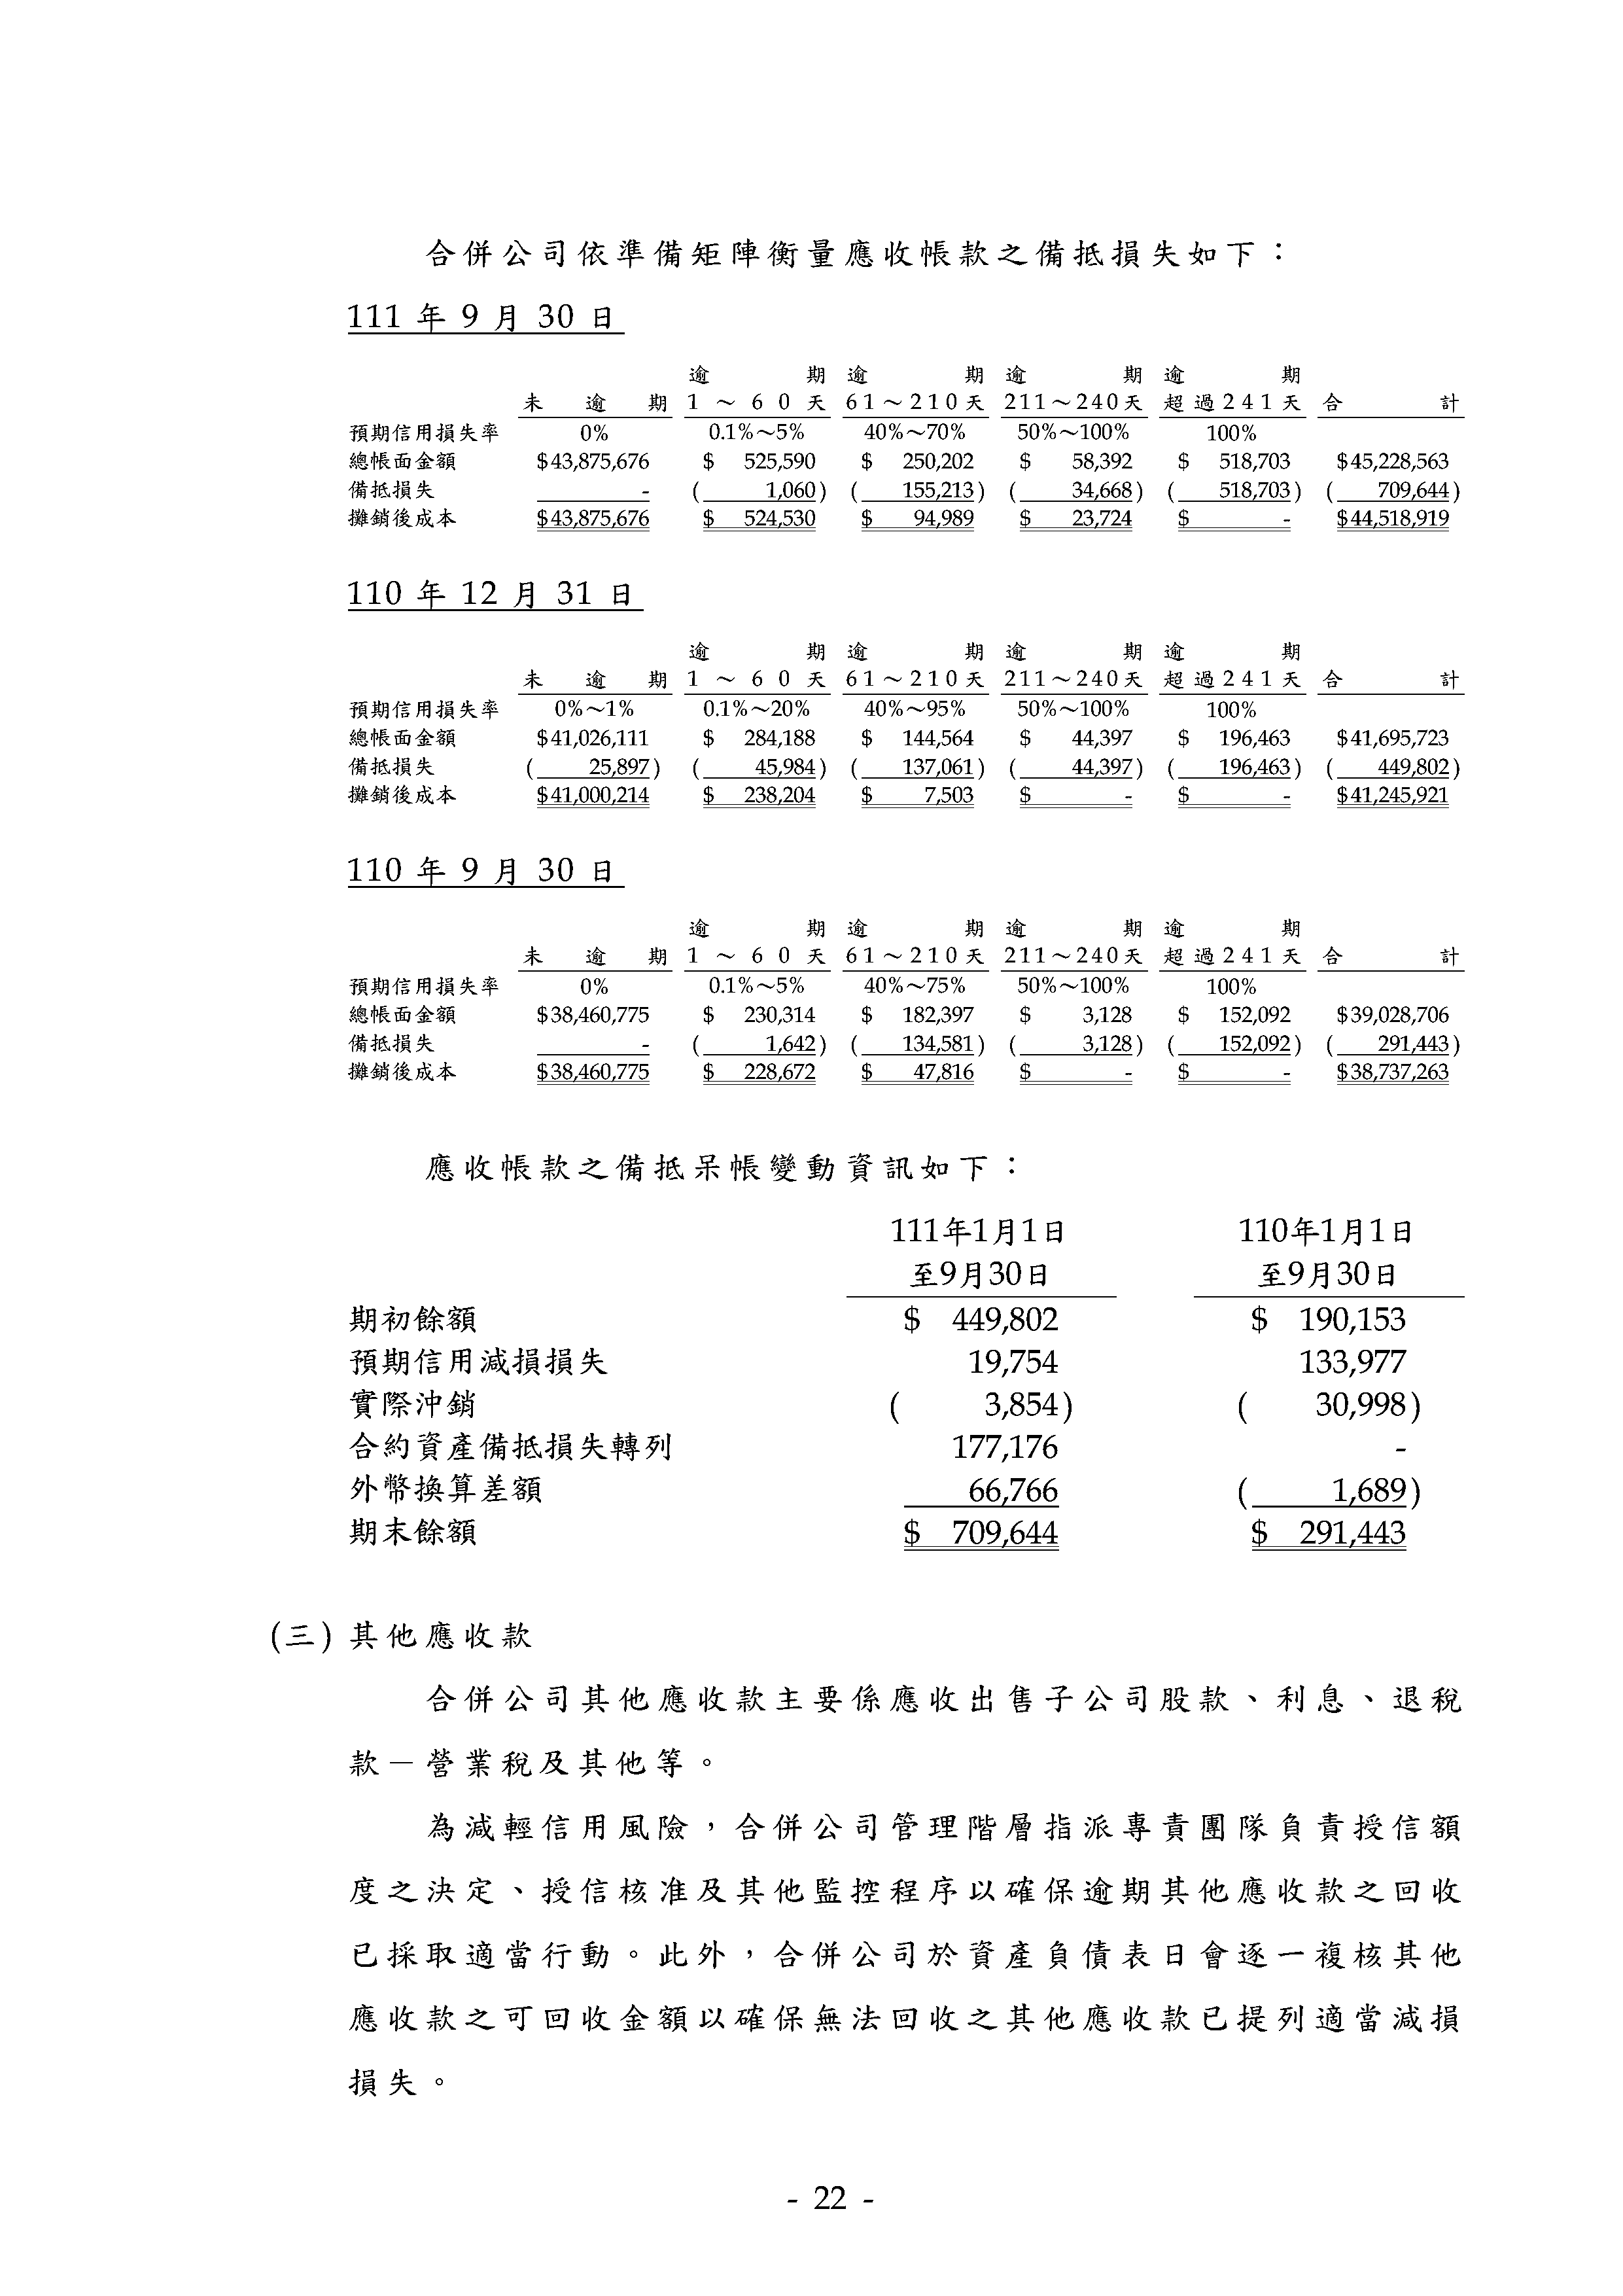 合併公司依準備矩陣衡量應收帳款之備抵損失如下：
111 年 9 月 30 日
逾期 逾期 逾期 逾期
未逾期 1～60天 61～210天 211～240天 超過241天 合計
預期信用損失率 0% 0.1%～5% 40%～70% 50%～100% 100%
總帳面金額 $43,875,676 $ 525,590 $ 250,202 $ 58,392 $ 518,703 $45,228,563
備抵損失 - ( 1,060) ( 155,213) ( 34,668) ( 518,703) ( 709,644)
攤銷後成本 $43,875,676 $ 524,530 $ 94,989 $ 23,724 $ - $44,518,919
110 年 12 月 31 日
逾期 逾期 逾期 逾期
未逾期 1～60天 61～210天 211～240天 超過241天 合計
預期信用損失率 0%～1% 0.1%～20% 40%～95% 50%～100% 100%
總帳面金額 $41,026,111 $ 284,188 $ 144,564 $ 44,397 $ 196,463 $41,695,723
備抵損失 ( 25,897) ( 45,984) ( 137,061) ( 44,397) ( 196,463) ( 449,802)
攤銷後成本 $41,000,214 $ 238,204 $ 7,503 $ - $ - $41,245,921
110 年 9 月 30 日
逾期 逾期 逾期 逾期
未逾期 1～60天 61～210天 211～240天 超過241天 合計
預期信用損失率 0% 0.1%～5% 40%～75% 50%～100% 100%
總帳面金額 $38,460,775 $ 230,314 $ 182,397 $ 3,128 $ 152,092 $39,028,706
備抵損失 - ( 1,642) ( 134,581) ( 3,128) ( 152,092) ( 291,443)
攤銷後成本 $38,460,775 $ 228,672 $ 47,816 $ - $ - $38,737,263
應收帳款之備抵呆帳變動資訊如下：
111年1月1日 110年1月1日
至9月30日 至9月30日
期初餘額 $ 449,802 $ 190,153
預期信用減損損失 19,754 133,977
實際沖銷 ( 3,854) ( 30,998)
合約資產備抵損失轉列 177,176 -
外幣換算差額 66,766 ( 1,689)
期末餘額 $ 709,644 $ 291,443
(三) 其他應收款
合併公司其他應收款主要係應收出售子公司股款、利息、退稅
款－營業稅及其他等。
為減輕信用風險，合併公司管理階層指派專責團隊負責授信額
度之決定、授信核准及其他監控程序以確保逾期其他應收款之回收
已採取適當行動。此外，合併公司於資產負債表日會逐一複核其他
應收款之可回收金額以確保無法回收之其他應收款已提列適當減損
損失。
- 22 -